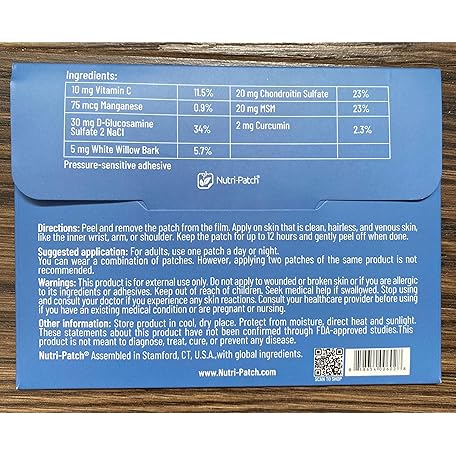 Ingredients:
10 mg Vitamin C 11.5% 20 mg Chondroitin Sulfate 23%
75 mcg Manganese 0.9% 20 mg MSM 23%
30 mg D-Glucosamine
Sulfate 2 NaCl 34% 2 mg Curcumin 2.3%
5 mg White Willow Bark 5.7%
Pressure-sensitive adhesive
Nutri-Patch®
Directions: Peel and remove the patch from the film. Apply on skin that is clean, hairless, and venous skin,
like the inner wrist, arm, or shoulder. Keep the patch for up to 12 hours and gently peel off when done.
Suggested application: For adults, use one patch a day or night.
You can wear a combination of patches. However, applying two patches of the same product is not
recommended.
Warnings: This product is for external use only. Do not apply to wounded or broken skin or if you are allergic
to its ingredients or adhesives. Keep out of reach of children. Seek medical help if swallowed. Stop using
and consult your doctor if you experience any skin reactions. Consult your healthcare provider before using
if you have an existing medical condition or are pregnant or nursing.
Other information: Store product in cool, dry place. Protect from moisture, direct heat and sunlight.
These statements about this product have not been confirmed through FDA-approved studies.This
product is not meant to diagnose, treat, cure, or prevent any disease.
Nutri-Patch® Assembled in Stamford, CT, U.S.A.,with global ingredients.
www.Nutri-Patch.com
SCAN TO SHOP